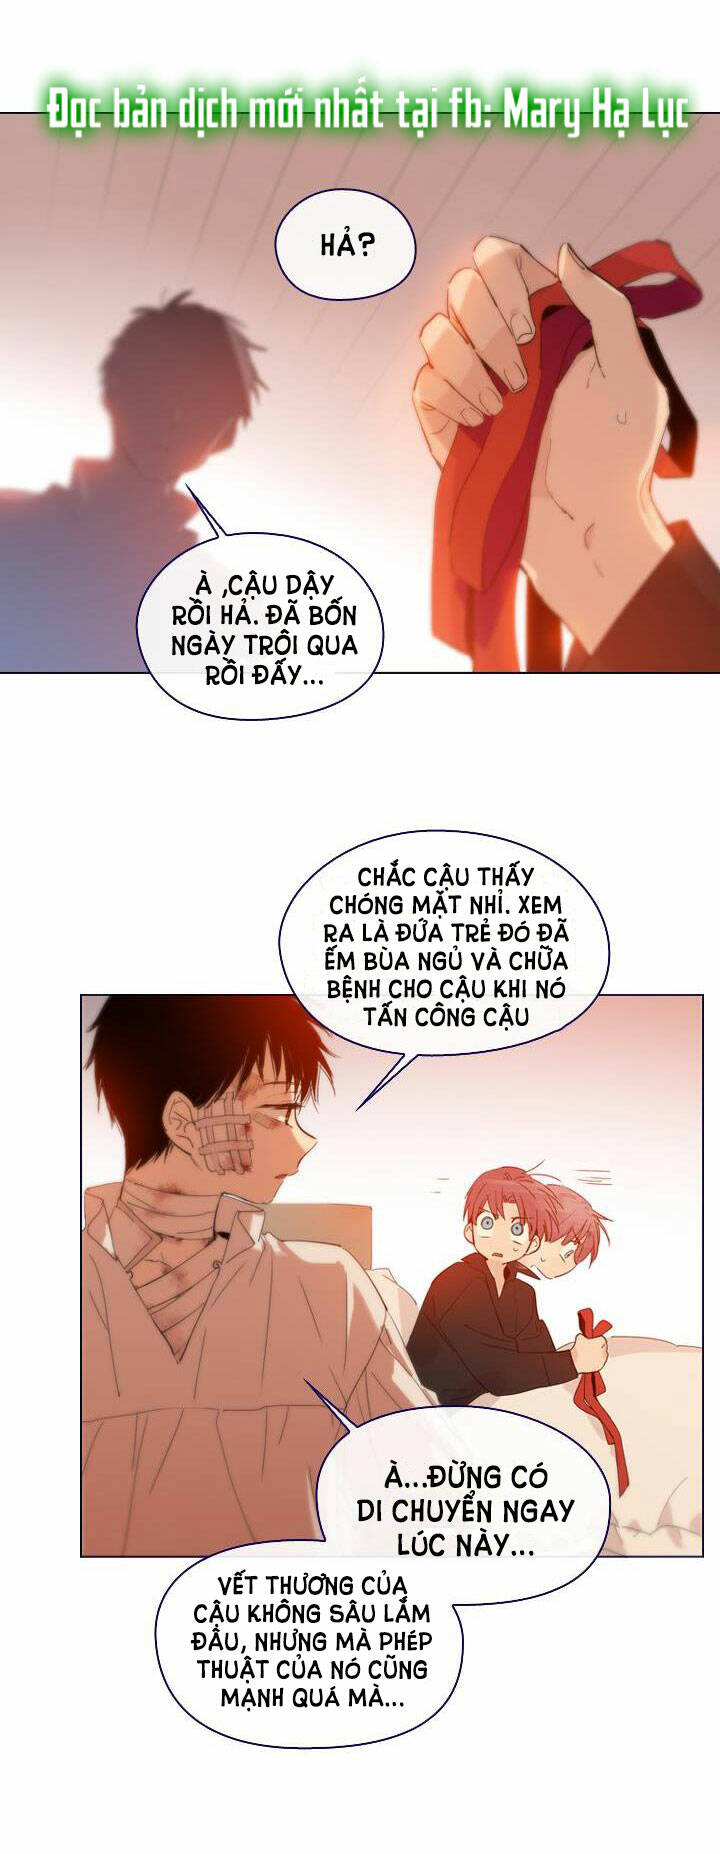 Đọc bản dịch mới nhất tại fb: Mary Hạ Lục
HẢ?
À ,CẬU DẬY
RỒI HẢ. ĐÃ BỐN
NGÀY TRÔI QUA
RỒI ĐẤY...
CHẮC CẬU THẤY
CHÓNG MẶT NHỈ. XEM
RA LÀ ĐỨA TRẺ ĐÓ ĐÃ
ẾM BÙA NGỦ VÀ CHỮA
BỆNH CHO CẬU KHI NÓ
TẤN CÔNG CẬU
À...ĐỪNG CÓ
DI CHUYỂN NGAY
LÚC NÀY...
VẾT THƯƠNG CỦA
CẬU KHÔNG SÂU LẮM
ĐÂU, NHƯNG MÀ PHÉP
THUẬT CỦA NÓ CŨNG
MẠNH QUÁ MÀ...